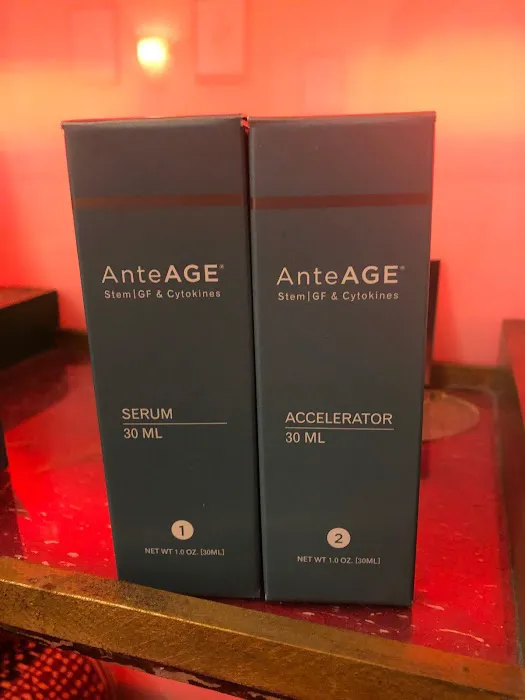 AnteAGE®
Stem|GF & Cytokines
SERUM
30 ML
1
NET WT 1.0 OZ. [30ML]
AnteAGE®
Stem|GF & Cytokines
ACCELERATOR
30 ML
2
NET WT 1.0 OZ. [30ML]